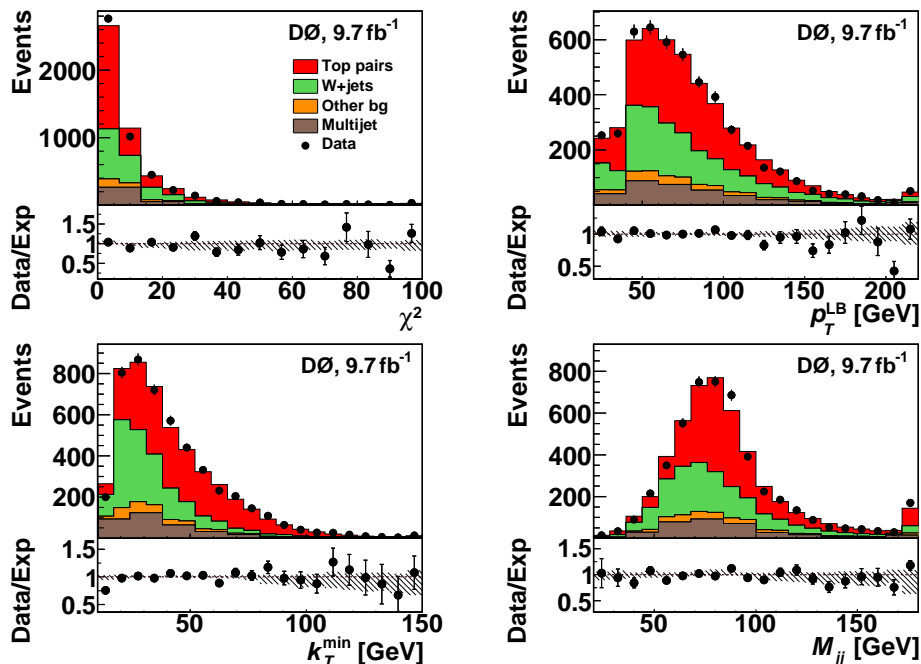 Events
DØ, 9.7 fb-1
2000
1000
Top pairs
W+jets
Other bg
Multijet
Data
Data/Exp
1.5
1
0.5
0 20 40 60 80 100
χ2
Events
DØ, 9.7 fb-1
600
400
200
Data/Exp
1
0.5
50 100 150 200
pTLB [GeV]
Events
DØ, 9.7 fb-1
800
600
400
200
Data/Exp
1.5
1
0.5
50 100 150
kTmin [GeV]
Events
DØ, 9.7 fb-1
800
600
400
200
Data/Exp
1.5
1
0.5
50 100 150
Mjj [GeV]